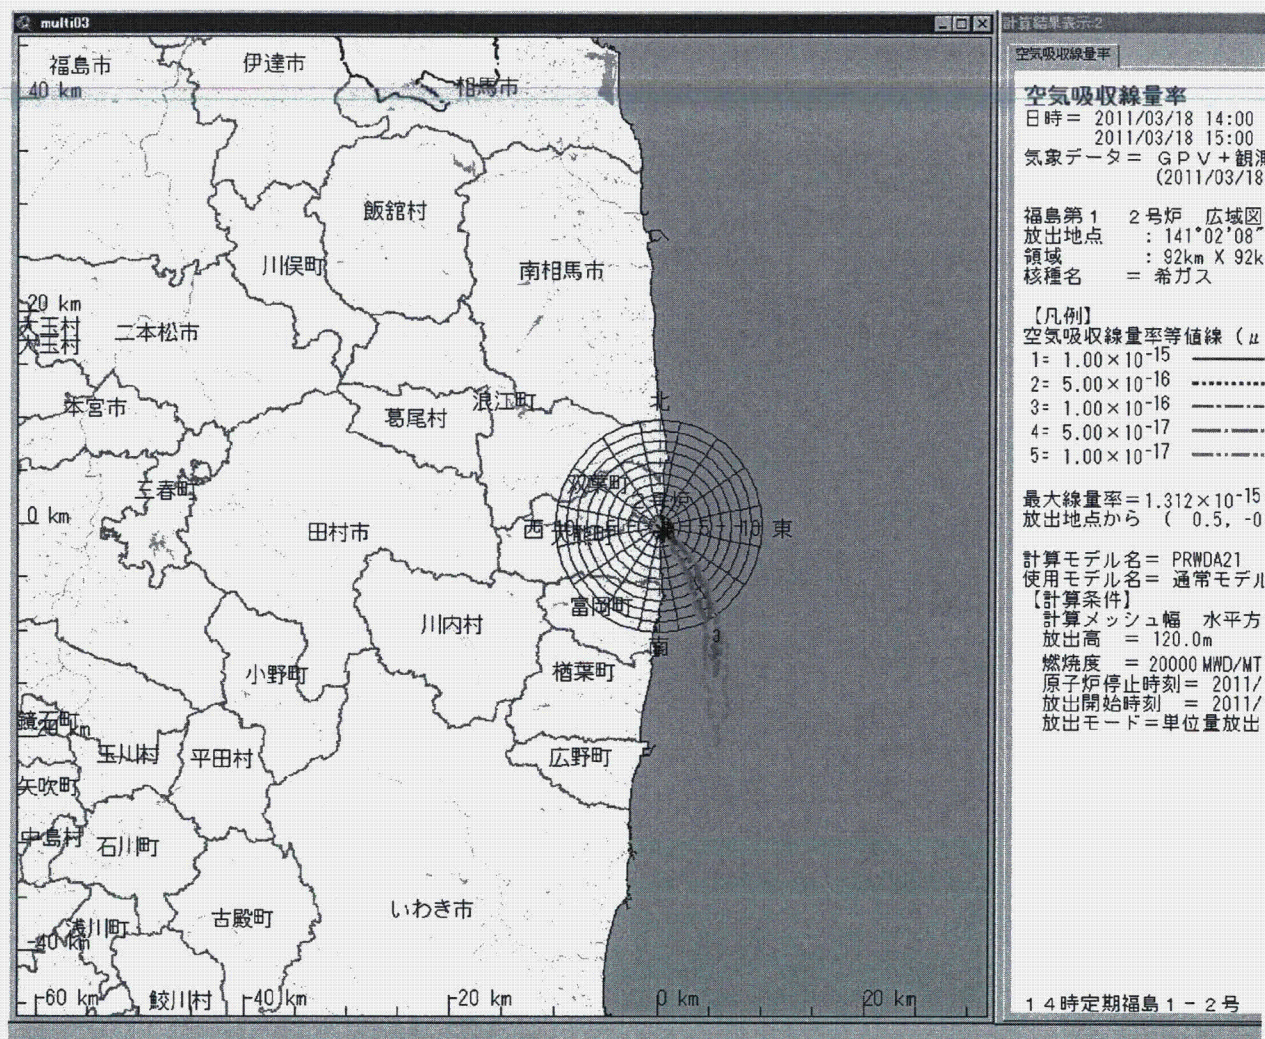 multi03
福島市
伊達市
相馬市
40 km
飯舘村
川俣町
南相馬市
20 km
大玉村
大玉村
二本松市
本宮市
葛尾村
浪江町
北
三春町
双葉町
0 km
田村市
西
大熊町
5
10
東
富岡町
川内村
3
南
小野町
楢葉町
鏡石町
-20 km
玉川村
平田村
広野町
矢吹町
中島村
石川町
いわき市
古殿町
浅川町
-40 km
鮫川村
-60 km
-40 km
-20 km
0 km
20 km
計算結果表示-2
空気吸収線量率
空気吸収線量率
日時= 2011/03/18 14:00
2011/03/18 15:00
気象データ= GPV+観測
(2011/03/18
福島第1 2号炉 広域図
放出地点 : 141°02'08"
領域 : 92km X 92k
核種名 = 希ガス
【凡例】
空気吸収線量率等値線 (μ
1= 1.00×10-15
2= 5.00×10-16
3= 1.00×10-16
4= 5.00×10-17
5= 1.00×10-17
最大線量率=1.312×10-15
放出地点から ( 0.5, -0
計算モデル名= PRWDA21
使用モデル名= 通常モデル
【計算条件】
計算メッシュ幅 水平方
放出高 = 120.0m
燃焼度 = 20000MWD/MT
原子炉停止時刻= 2011/
放出開始時刻 = 2011/
放出モード=単位量放出
14時定期福島1-2号